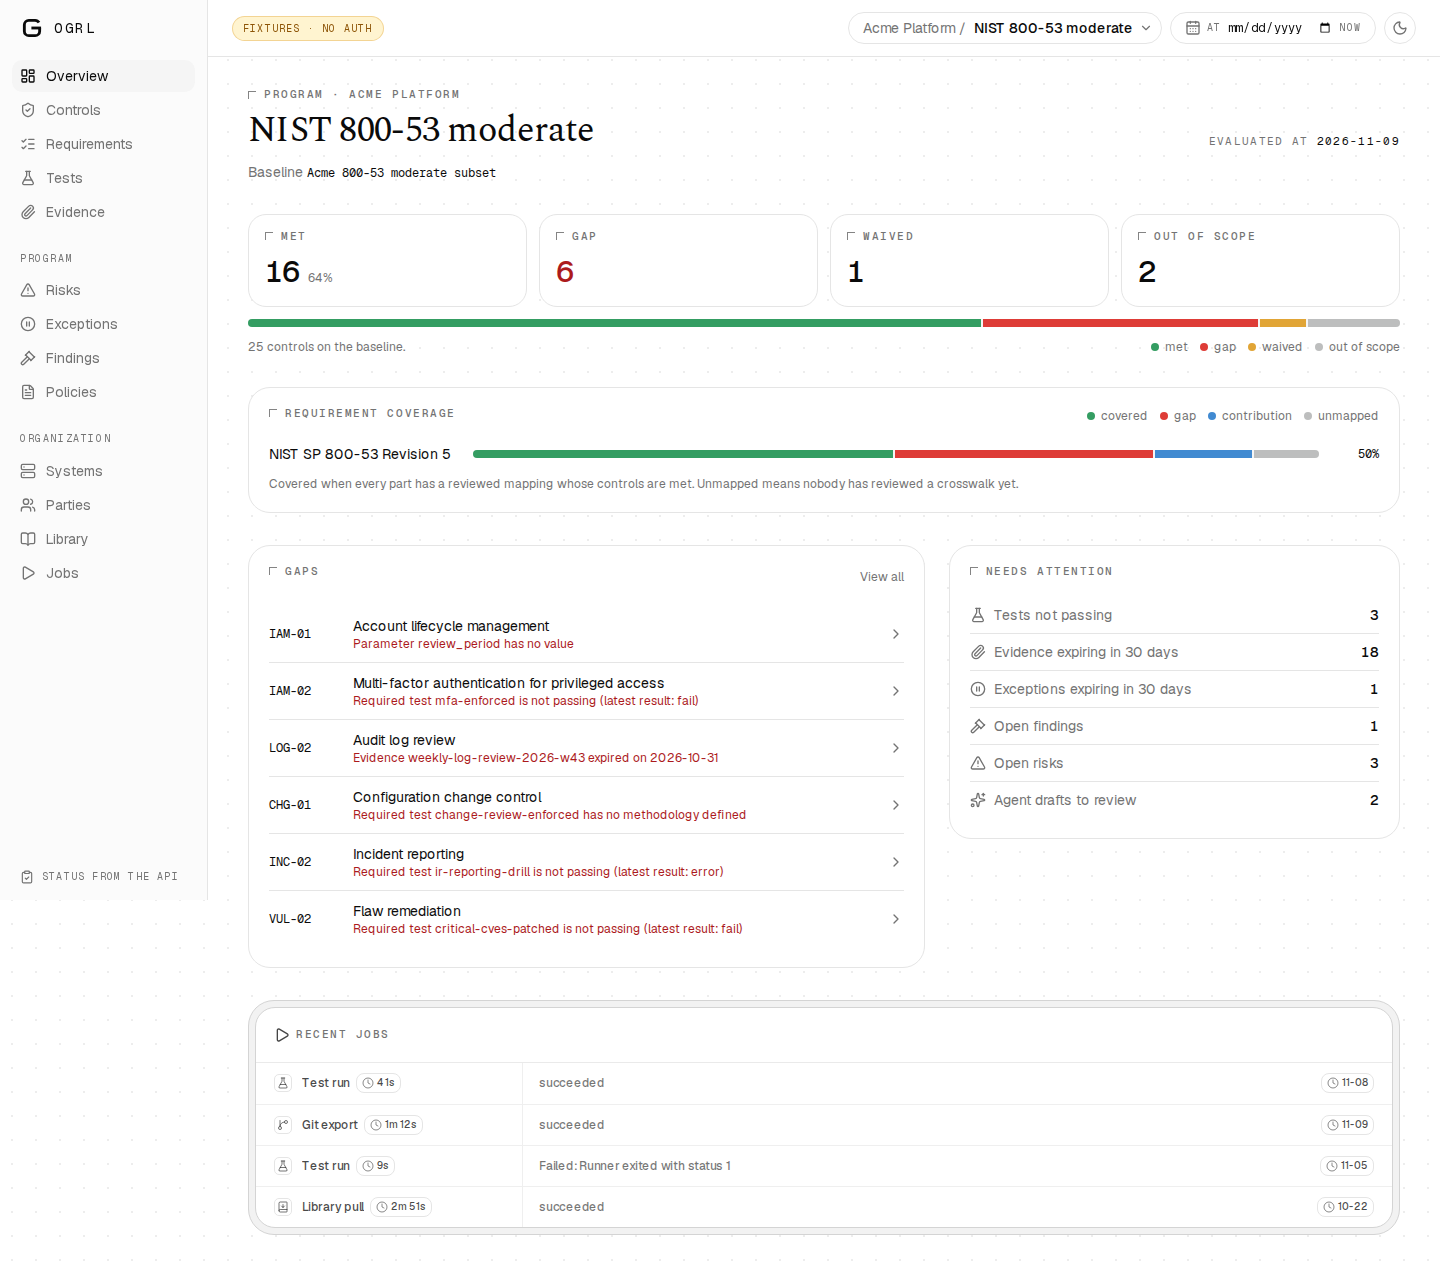 OGRL
FIXTURES · NO AUTH
Acme Platform / NIST 800-53 moderate
AT mm/dd/yyyy NOW
Overview
Controls
Requirements
Tests
Evidence
PROGRAM
Risks
Exceptions
Findings
Policies
ORGANIZATION
Systems
Parties
Library
Jobs
STATUS FROM THE API
PROGRAM · ACME PLATFORM
NIST 800-53 moderate
EVALUATED AT 2026-11-09
Baseline Acme 800-53 moderate subset
MET
16 64%
GAP
6
WAIVED
1
OUT OF SCOPE
2
25 controls on the baseline.
met gap waived out of scope
REQUIREMENT COVERAGE
covered gap contribution unmapped
NIST SP 800-53 Revision 5 50%
Covered when every part has a reviewed mapping whose controls are met. Unmapped means nobody has reviewed a crosswalk yet.
GAPS
View all
IAM-01 Account lifecycle management
Parameter review_period has no value
IAM-02 Multi-factor authentication for privileged access
Required test mfa-enforced is not passing (latest result: fail)
LOG-02 Audit log review
Evidence weekly-log-review-2026-w43 expired on 2026-10-31
CHG-01 Configuration change control
Required test change-review-enforced has no methodology defined
INC-02 Incident reporting
Required test ir-reporting-drill is not passing (latest result: error)
VUL-02 Flaw remediation
Required test critical-cves-patched is not passing (latest result: fail)
NEEDS ATTENTION
Tests not passing 3
Evidence expiring in 30 days 18
Exceptions expiring in 30 days 1
Open findings 1
Open risks 3
Agent drafts to review 2
RECENT JOBS
Test run 41s succeeded 11-08
Git export 1m 12s succeeded 11-09
Test run 9s Failed: Runner exited with status 1 11-05
Library pull 2m 51s succeeded 10-22